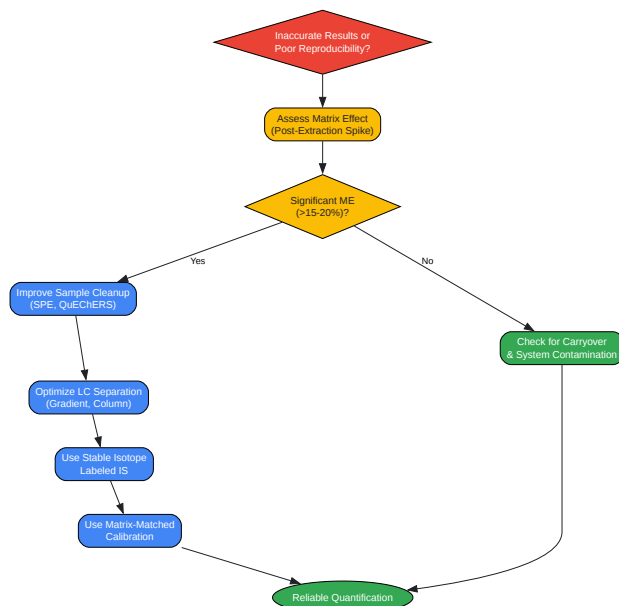 Inaccurate Results or
Poor Reproducibility?
Assess Matrix Effect
(Post-Extraction Spike)
Significant ME
(>15-20%)?
Yes
No
Improve Sample Cleanup
(SPE, QuEChERS)
Check for Carryover
& System Contamination
Optimize LC Separation
(Gradient, Column)
Use Stable Isotope
Labeled IS
Use Matrix-Matched
Calibration
Reliable Quantification